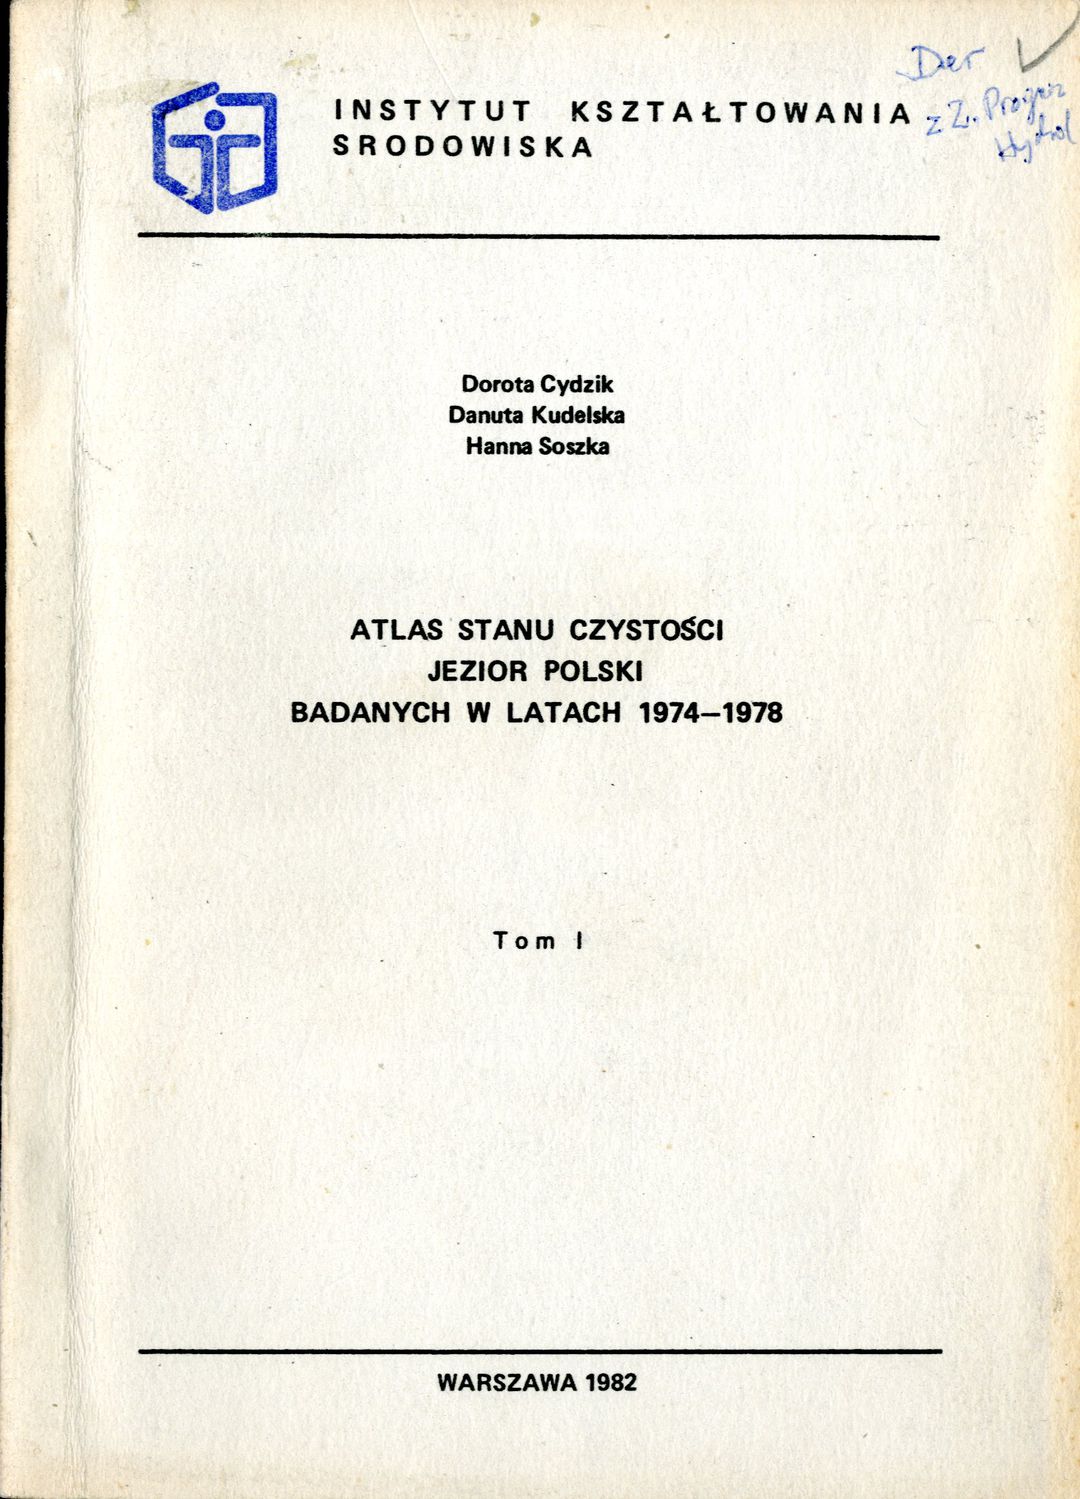 INSTYTUT KSZTAŁTOWANIA
SRODOWISKA
Der
z Z.
Dorota Cydzik
Danuta Kudelska
Hanna Soszka
ATLAS STANU CZYSTOŚCI
JEZIOR POLSKI
BADANYCH W LATACH 1974–1978
Tom I
WARSZAWA 1982